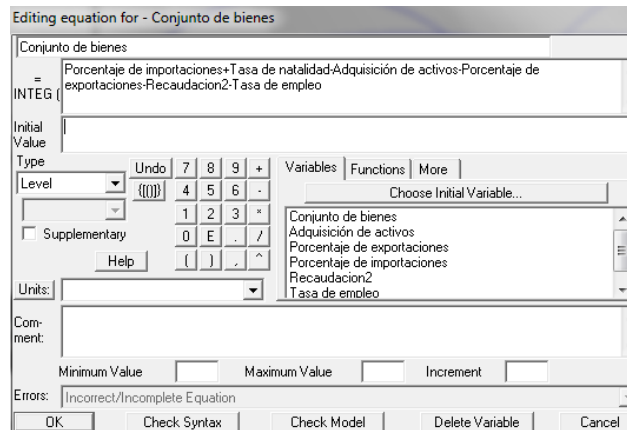 Editing equation for - Conjunto de bienes
Conjunto de bienes
= INTEG (
Porcentaje de importaciones+Tasa de natalidad-Adquisición de activos-Porcentaje de
exportaciones-Recaudacion2-Tasa de empleo
Initial Value
Type
Undo 7 8 9 +
Variables Functions More
Level
{[()]} 4 5 6 -
Choose Initial Variable...
1 2 3 *
Conjunto de bienes
Supplementary
0 E . /
Adquisición de activos
Porcentaje de exportaciones
Help
( ) , ^
Porcentaje de importaciones
Recaudacion2
Units:
Tasa de empleo
Com-
ment:
Minimum Value Maximum Value Increment
Errors: Incorrect/Incomplete Equation
OK Check Syntax Check Model Delete Variable Cancel